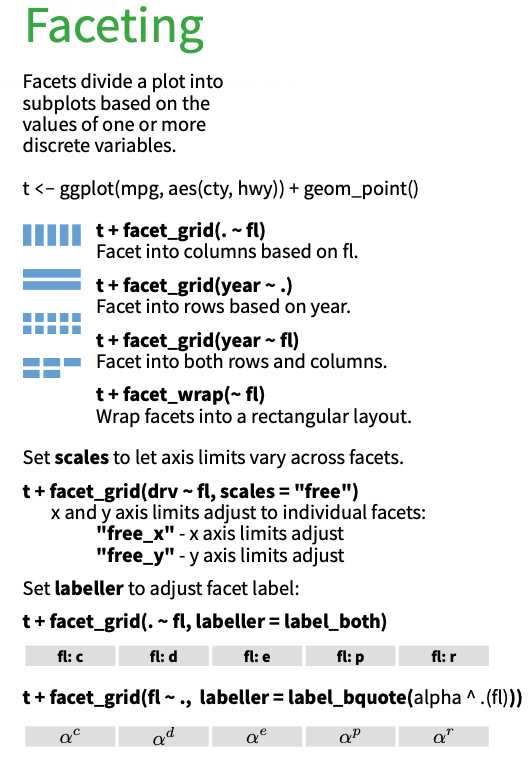 Faceting
Facets divide a plot into
subplots based on the
values of one or more
discrete variables.
t <- ggplot(mpg, aes(cty, hwy)) + geom_point()
t + facet_grid(. ~ fl)
Facet into columns based on fl.
t + facet_grid(year ~ .)
Facet into rows based on year.
t + facet_grid(year ~ fl)
Facet into both rows and columns.
t + facet_wrap(~ fl)
Wrap facets into a rectangular layout.
Set scales to let axis limits vary across facets.
t + facet_grid(drv ~ fl, scales = "free")
x and y axis limits adjust to individual facets:
"free_x" - x axis limits adjust
"free_y" - y axis limits adjust
Set labeller to adjust facet label:
t + facet_grid(. ~ fl, labeller = label_both)
fl: c fl: d fl: e fl: p fl: r
t + facet_grid(fl ~ ., labeller = label_bquote(alpha ^ .(fl)))
α^c α^d α^e α^p α^r